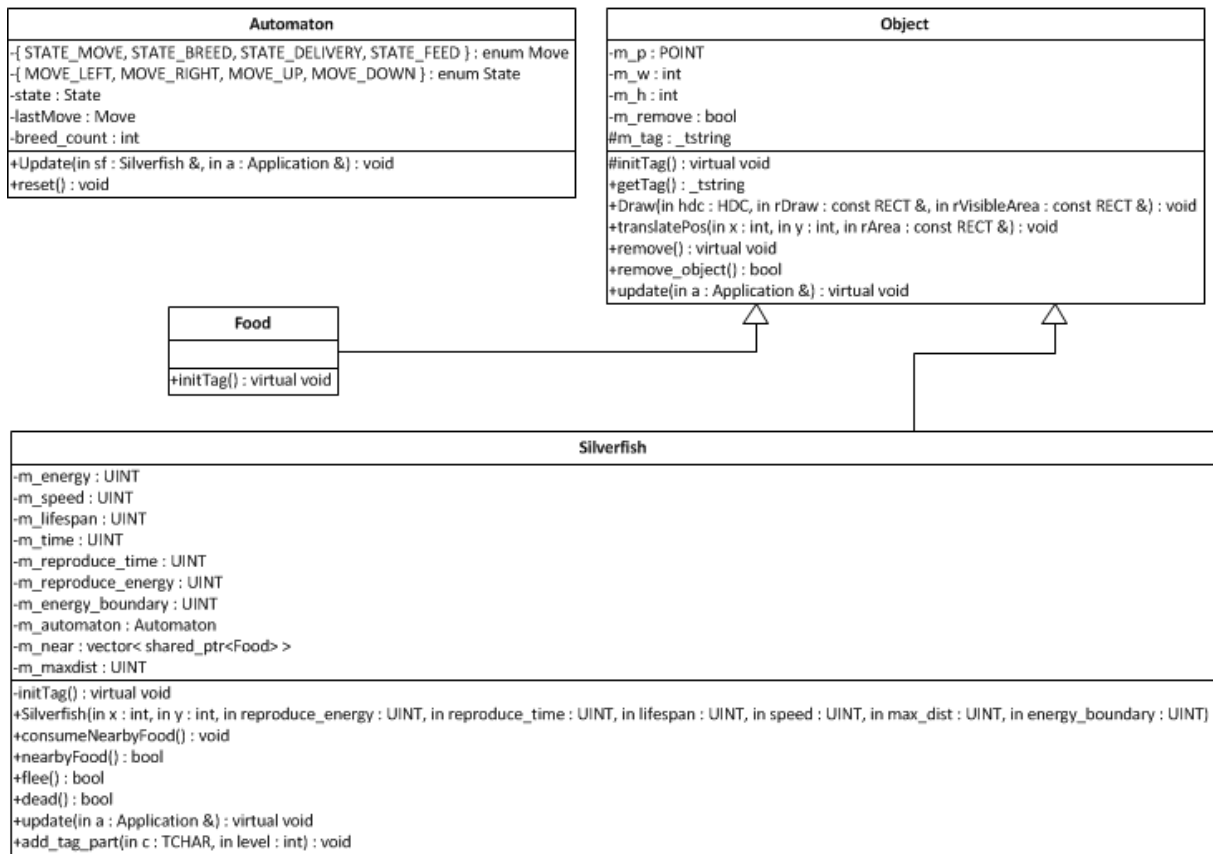 Automaton
-{ STATE_MOVE, STATE_BREED, STATE_DELIVERY, STATE_FEED } : enum Move
-{ MOVE_LEFT, MOVE_RIGHT, MOVE_UP, MOVE_DOWN } : enum State
-state : State
-lastMove : Move
-breed_count : int
+Update(in sf : Silverfish &, in a : Application &) : void
+reset() : void
Object
-m_p : POINT
-m_w : int
-m_h : int
-m_remove : bool
#m_tag : _tstring
#initTag() : virtual void
+getTag() : _tstring
+Draw(in hdc : HDC, in rDraw : const RECT &, in rVisibleArea : const RECT &) : void
+translatePos(in x : int, in y : int, in rArea : const RECT &) : void
+remove() : virtual void
+remove_object() : bool
+update(in a : Application &) : virtual void
Food
+initTag() : virtual void
Silverfish
-m_energy : UINT
-m_speed : UINT
-m_lifespan : UINT
-m_time : UINT
-m_reproduce_time : UINT
-m_reproduce_energy : UINT
-m_energy_boundary : UINT
-m_automaton : Automaton
-m_near : vector< shared_ptr<Food> >
-m_maxdist : UINT
-initTag() : virtual void
+Silverfish(in x : int, in y : int, in reproduce_energy : UINT, in reproduce_time : UINT, in lifespan : UINT, in speed : UINT, in max_dist : UINT, in energy_boundary : UINT)
+consumeNearbyFood() : void
+nearbyFood() : bool
+flee() : bool
+dead() : bool
+update(in a : Application &) : virtual void
+add_tag_part(in c : TCHAR, in level : int) : void